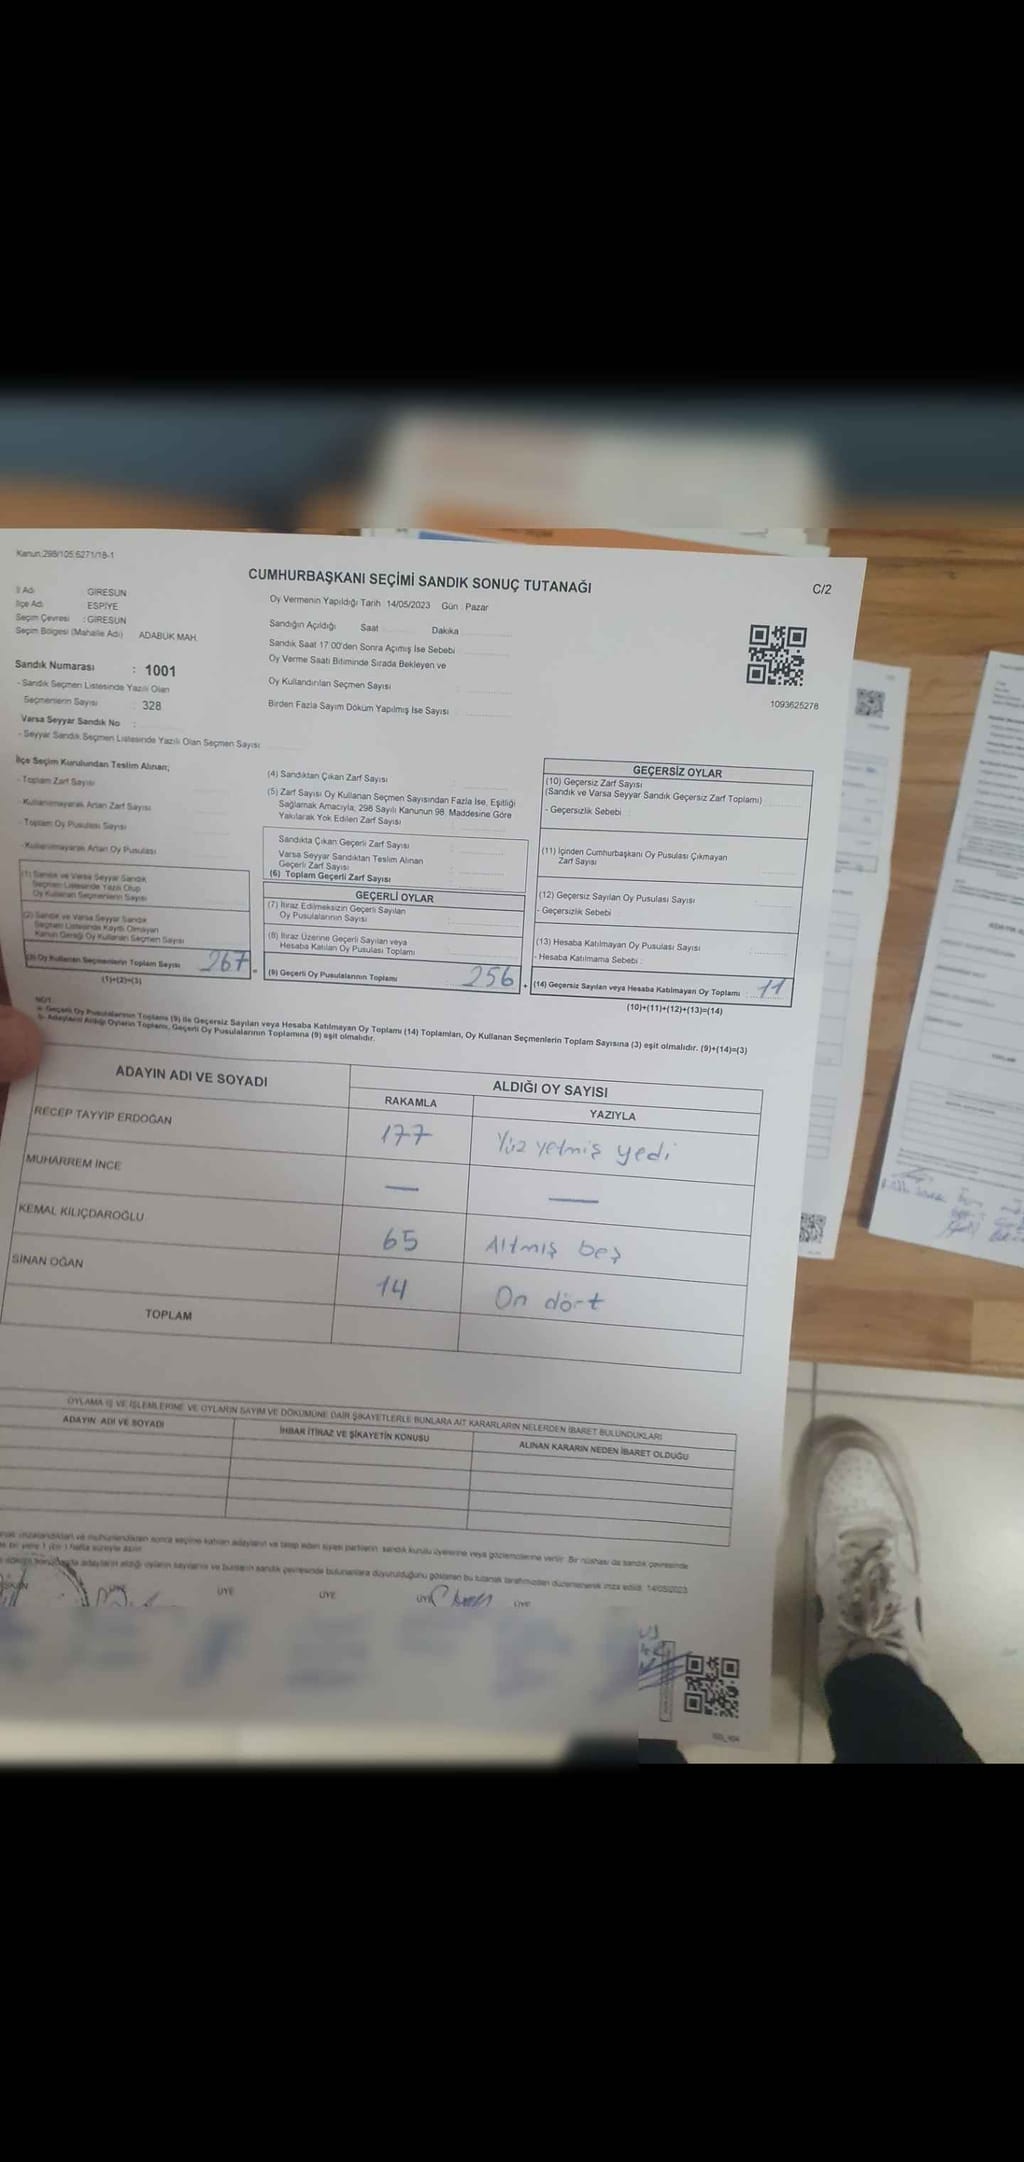 Kanun:298/105;6271/18-1
CUMHURBAŞKANI SEÇİMİ SANDIK SONUÇ TUTANAĞI
C/2
İl Adı GİRESUN
İlçe Adı ESPİYE
Seçim Çevresi : GİRESUN
Seçim Bölgesi (Mahalle Adı) ADABUK MAH.
Oy Vermenin Yapıldığı Tarih 14/05/2023 Gün Pazar
Sandığın Açıldığı Saat Dakika
Sandık Saat 17:00'den Sonra Açımış İse Sebebi
Oy Verme Saati Bitiminde Sırada Bekleyen ve
Oy Kullandırılan Seçmen Sayısı
Birden Fazla Sayım Döküm Yapılmış İse Sayısı
1093625278
Sandık Numarası : 1001
- Sandık Seçmen Listesinde Yazılı Olan
Seçmenlerin Sayısı : 328
Varsa Seyyar Sandık No :
- Seyyar Sandık Seçmen Listesinde Yazılı Olan Seçmen Sayısı
İlçe Seçim Kurulundan Teslim Alınan;
- Toplam Zarf Sayısı
- Kullanılmayarak Artan Zarf Sayısı
- Toplam Oy Pusulası Sayısı
- Kullanılmayarak Artan Oy Pusulası
(1) Sandık ve Varsa Seyyar Sandık
Seçmen Listesinde Yazılı Olup
Oy Kullanan Seçmenlerin Sayısı
(2) Sandık ve Varsa Seyyar Sandık
Seçmen Listesinde Kayıtlı Olmayan
Kanun Gereği Oy Kullanan Seçmen Sayısı
(3) Oy Kullanan Seçmenlerin Toplam Sayısı 267 =
(1)+(2)=(3)
(4) Sandıktan Çıkan Zarf Sayısı
(5) Zarf Sayısı Oy Kullanan Seçmen Sayısından Fazla İse, Eşitliği
Sağlamak Amacıyla, 298 Sayılı Kanunun 98. Maddesine Göre
Yakılarak Yok Edilen Zarf Sayısı
Sandıkta Çıkan Geçerli Zarf Sayısı
Varsa Seyyar Sandıktan Teslim Alınan
Geçerli Zarf Sayısı
(6) Toplam Geçerli Zarf Sayısı
GEÇERLİ OYLAR
(7) İtiraz Edilmeksizin Geçerli Sayılan
Oy Pusulalarının Sayısı
(8) İtiraz Üzerine Geçerli Sayılan veya
Hesaba Katılan Oy Pusulası Toplamı
(9) Geçerli Oy Pusulalarının Toplamı 256 +
GEÇERSİZ OYLAR
(10) Geçersiz Zarf Sayısı
(Sandık ve Varsa Seyyar Sandık Geçersiz Zarf Toplamı)
- Geçersizlik Sebebi :
(11) İçinden Cumhurbaşkanı Oy Pusulası Çıkmayan
Zarf Sayısı
(12) Geçersiz Sayılan Oy Pusulası Sayısı
- Geçersizlik Sebebi
(13) Hesaba Katılmayan Oy Pusulası Sayısı
- Hesaba Katılmama Sebebi :
(14) Geçersiz Sayılan veya Hesaba Katılmayan Oy Toplamı 11
(10)+(11)+(12)+(13)=(14)
NOT:
a- Geçerli Oy Pusulalarının Toplamı (9) ile Geçersiz Sayılan veya Hesaba Katılmayan Oy Toplamı (14) Toplamları, Oy Kullanan Seçmenlerin Toplam Sayısına (3) eşit olmalıdır. (9)+(14)=(3)
b- Adayların Aldığı Oyların Toplamı, Geçerli Oy Pusulalarının Toplamına (9) eşit olmalıdır.
ADAYIN ADI VE SOYADI ALDIĞI OY SAYISI
RAKAMLA YAZIYLA
RECEP TAYYİP ERDOĞAN 177 Yüz yetmiş yedi
MUHARREM İNCE — —
KEMAL KILIÇDAROĞLU 65 Altmış beş
SİNAN OĞAN 14 On dört
TOPLAM
OYLAMA İŞ VE İŞLEMLERİNE VE OYLARIN SAYIM VE DÖKÜMÜNE DAİR ŞİKAYETLERLE BUNLARA AİT KARARLARIN NELERDEN İBARET BULUNDUKLARI
ADAYIN ADI VE SOYADI İHBAR İTİRAZ VE ŞİKAYETİN KONUSU ALINAN KARARIN NEDEN İBARET OLDUĞU
imzalandıktan ve mühürlendikten sonra seçime katılan adayların ve talep eden siyasi partilerin sandık kurulu üyelerine veya gözlemcilerine verilir. Bir nüshası da sandık çevresinde
hafta süreyle asılır.
adayların aldığı oyların sayılarını ve bunların sandık çevresinde bulunanlara duyurulduğunu gösteren bu tutanak tarafımızdan düzenlenerek imza edildi. 14/05/2023
ÜYE ÜYE ÜYE ÜYE ÜYE